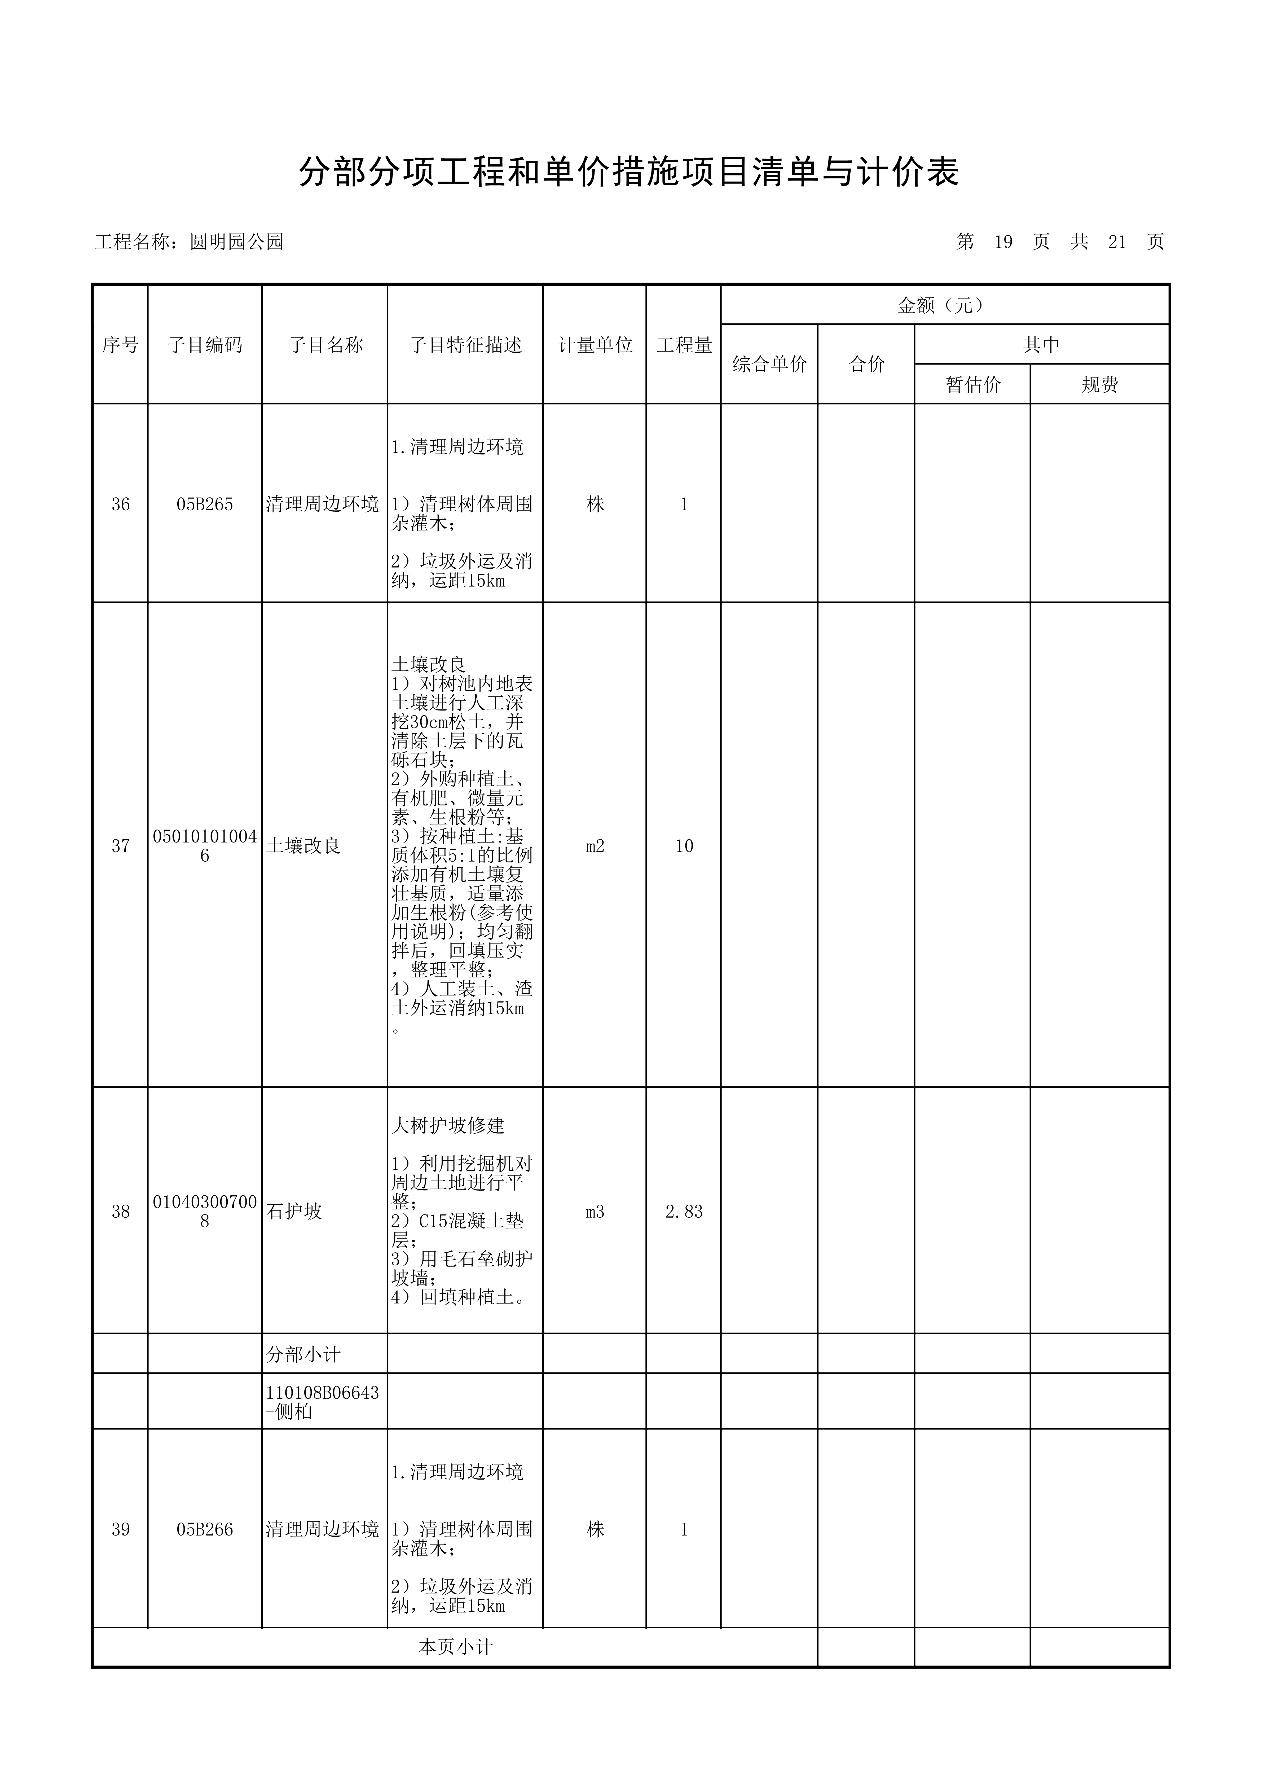 分部分项工程和单价措施项目清单与计价表
工程名称：圆明园公园
第 19 页 共 21 页
序号 子目编码 子目名称 子目特征描述 计量单位 工程量 金额（元）
综合单价 合价 其中
暂估价 规费
36 05B265 清理周边环境
1.清理周边环境
1）清理树体周围
杂灌木；
2）垃圾外运及消
纳，运距15km
株 1
37
05010101004
6
土壤改良
土壤改良
1）对树池内地表
土壤进行人工深
挖30cm松土，并
清除土层下的瓦
砾石块；
2）外购种植土、
有机肥、微量元
素、生根粉等；
3）按种植土:基
质体积5:1的比例
添加有机土壤复
壮基质，适量添
加生根粉(参考使
用说明)；均匀翻
拌后，回填压实
，整理平整；
4）人工装土、渣
土外运消纳15km
。
m2 10
38
01040300700
8
石护坡
大树护坡修建
1）利用挖掘机对
周边土地进行平
整；
2）C15混凝土垫
层；
3）用毛石垒砌护
坡墙；
4）回填种植土。
m3 2.83
分部小计
110108B06643
-侧柏
39 05B266 清理周边环境
1.清理周边环境
1）清理树体周围
杂灌木；
2）垃圾外运及消
纳，运距15km
株 1
本页小计